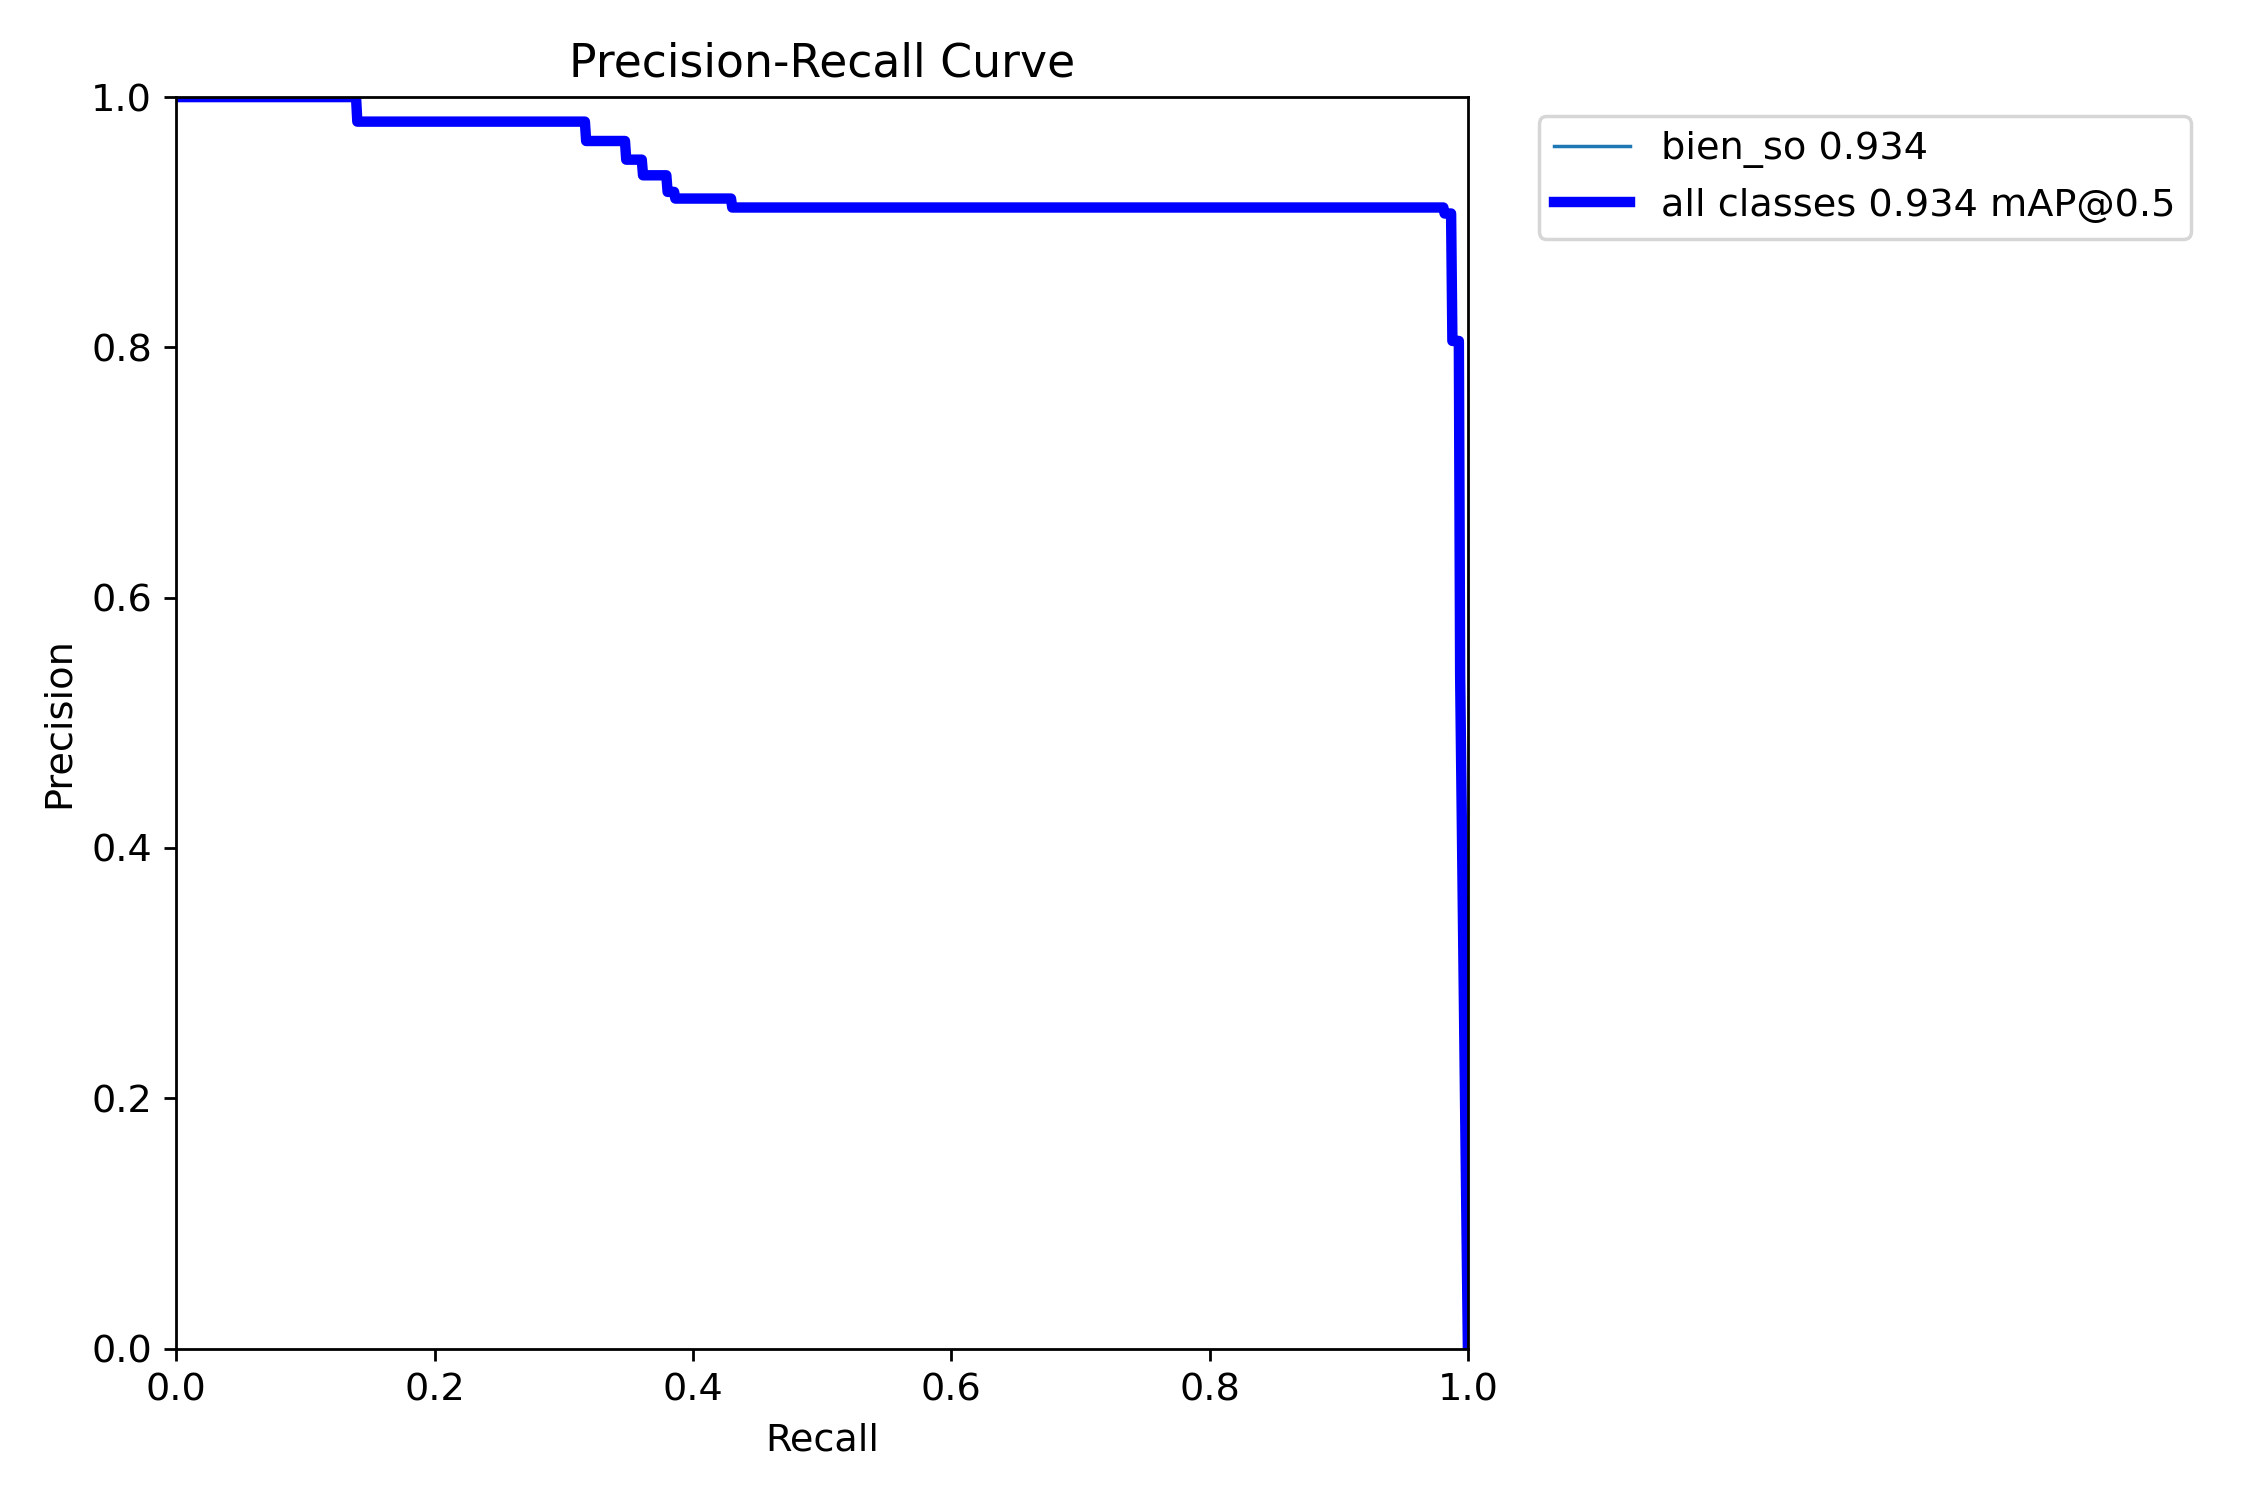 Precision-Recall Curve
bien_so 0.934
all classes 0.934 mAP@0.5
Precision
1.0
0.8
0.6
0.4
0.2
0.0
0.0 0.2 0.4 0.6 0.8 1.0
Recall